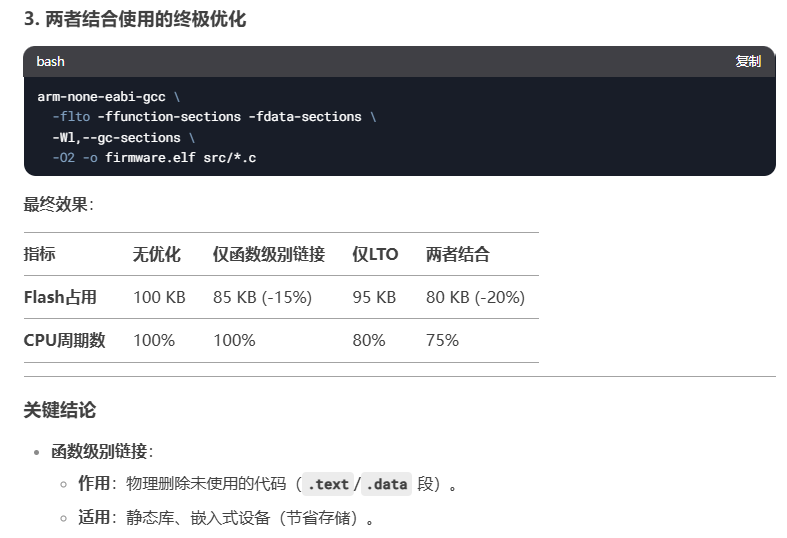 3. 两者结合使用的终极优化
bash 复制
arm-none-eabi-gcc \
-flto -ffunction-sections -fdata-sections \
-Wl,--gc-sections \
-O2 -o firmware.elf src/*.c
最终效果：
指标 无优化 仅函数级别链接 仅LTO 两者结合
Flash占用 100 KB 85 KB (-15%) 95 KB 80 KB (-20%)
CPU周期数 100% 100% 80% 75%
关键结论
• 函数级别链接：
◦ 作用：物理删除未使用的代码（.text/.data 段）。
◦ 适用：静态库、嵌入式设备（节省存储）。